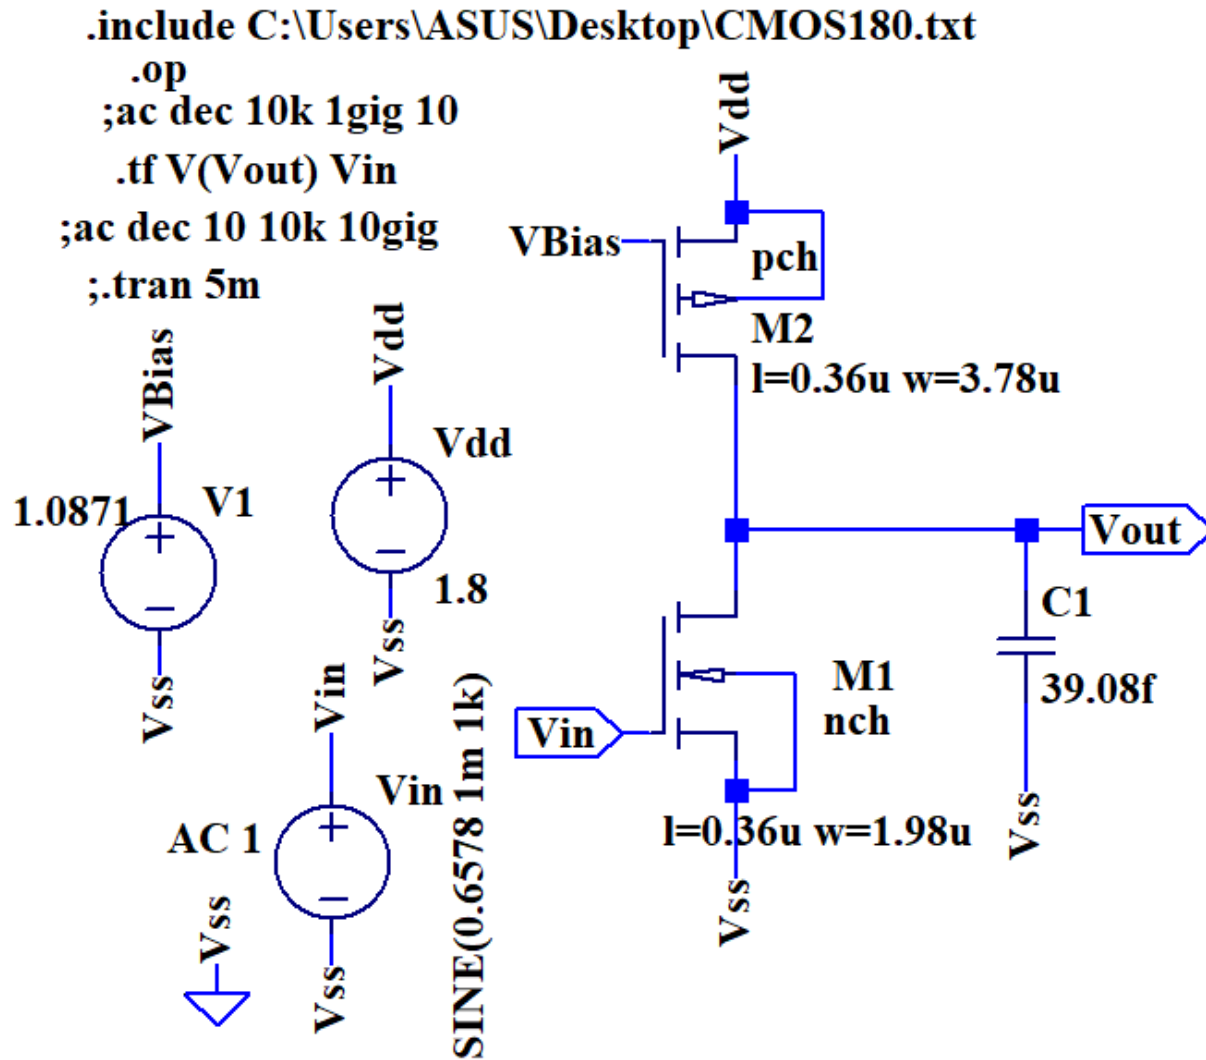 .include C:\Users\ASUS\Desktop\CMOS180.txt
.op
;ac dec 10k 1gig 10
.tf V(Vout) Vin
;ac dec 10 10k 10gig
;.tran 5m
Vdd
VBias
pch
M2
l=0.36u w=3.78u
VBias
Vdd
Vdd
1.0871
V1
1.8
Vss
Vss
Vout
C1
39.08f
Vss
M1
nch
Vin
l=0.36u w=1.98u
Vss
Vin
Vin
AC 1
SINE(0.6578 1m 1k)
Vss
Vss